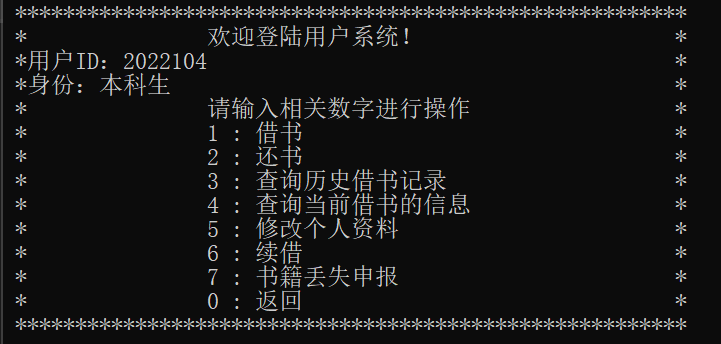 ********************************************************
* 欢迎登陆用户系统! *
*用户ID: 2022104 *
*身份: 本科生 *
* 请输入相关数字进行操作 *
* 1 : 借书 *
* 2 : 还书 *
* 3 : 查询历史借书记录 *
* 4 : 查询当前借书的信息 *
* 5 : 修改个人资料 *
* 6 : 续借 *
* 7 : 书籍丢失申报 *
* 0 : 返回 *
********************************************************